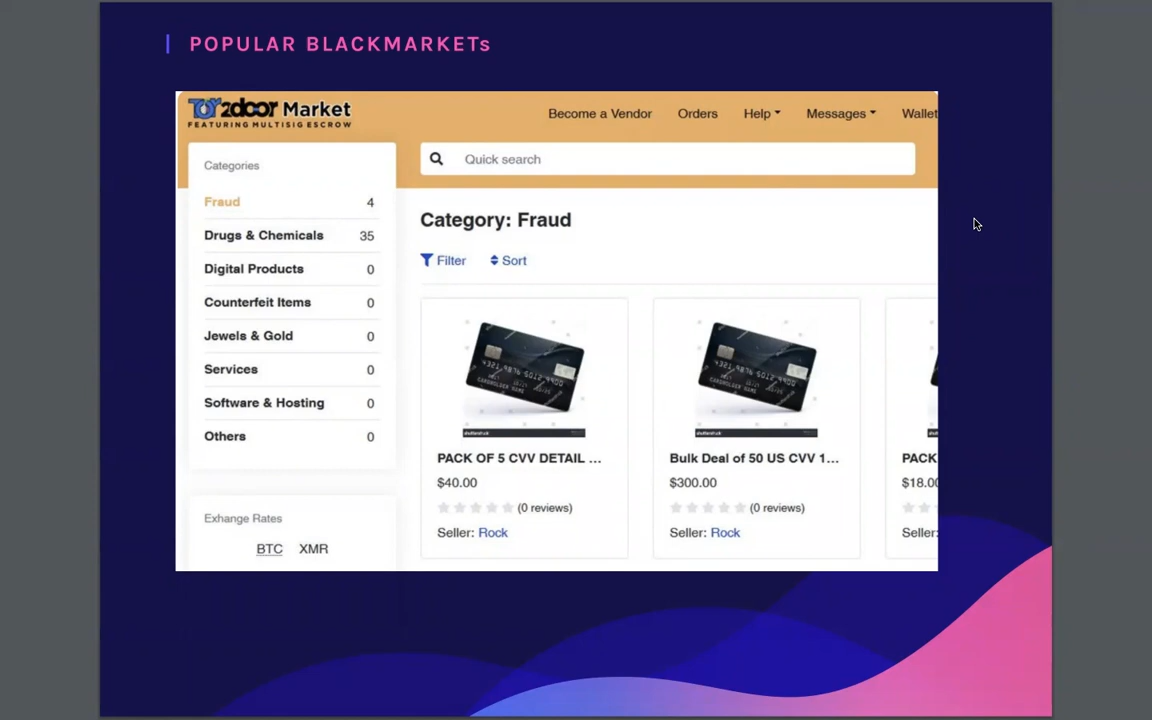 POPULAR BLACKMARKETs
Tor2door Market
FEATURING MULTISIG ESCROW
Become a Vendor
Orders
Help
Messages
Wallet
Categories
Quick search
Fraud 4
Drugs & Chemicals 35
Digital Products 0
Counterfeit Items 0
Jewels & Gold 0
Services 0
Software & Hosting 0
Others 0
Category: Fraud
Filter
Sort
PACK OF 5 CVV DETAIL ...
$40.00
(0 reviews)
Seller: Rock
Bulk Deal of 50 US CVV 1...
$300.00
(0 reviews)
Seller: Rock
PACK
$18.00
Seller:
Exhange Rates
BTC XMR